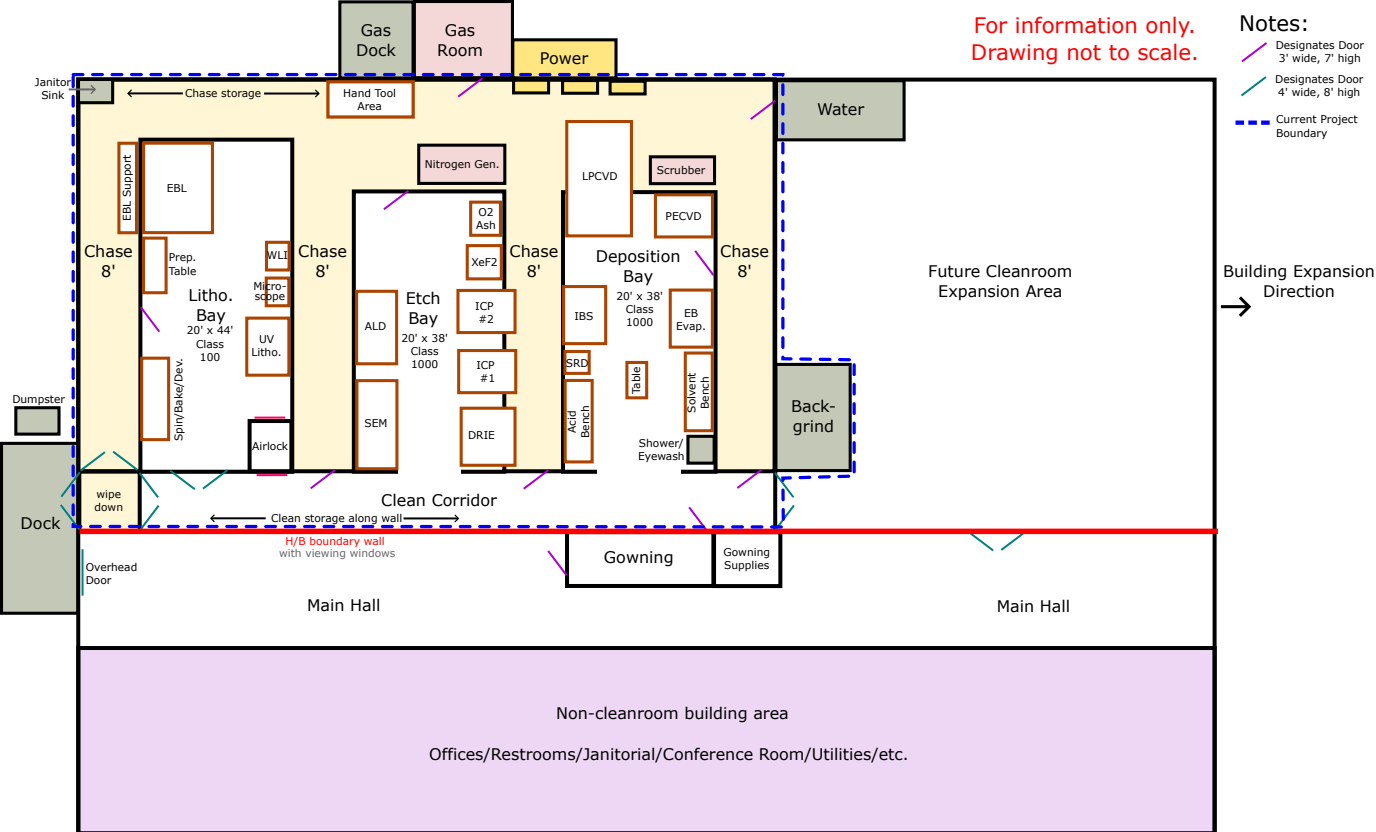 For information only.
Drawing not to scale.
Notes:
Designates Door
3' wide, 7' high
Designates Door
4' wide, 8' high
Current Project
Boundary
Gas
Dock
Gas
Room
Power
Janitor
Sink
Chase storage
Hand Tool
Area
Water
Nitrogen Gen.
Scrubber
LPCVD
EBL Support
EBL
O2
Ash
PECVD
Chase
8'
Prep.
Table
WLI
Micro-
scope
Litho.
Bay
20' x 44'
Class
100
UV
Litho.
Spin/Bake/Dev.
Airlock
Chase
8'
XeF2
ALD
Etch
Bay
20' x 38'
Class
1000
ICP
#2
ICP
#1
SEM
DRIE
Chase
8'
Deposition
Bay
20' x 38'
Class
1000
IBS
EB
Evap.
SRD
Table
Acid
Bench
Solvent
Bench
Shower/
Eyewash
Chase
8'
Future Cleanroom
Expansion Area
Building Expansion
Direction
Back-
grind
Dumpster
Dock
wipe
down
Clean Corridor
Clean storage along wall
H/B boundary wall
with viewing windows
Overhead
Door
Gowning
Gowning
Supplies
Main Hall
Main Hall
Non-cleanroom building area
Offices/Restrooms/Janitorial/Conference Room/Utilities/etc.